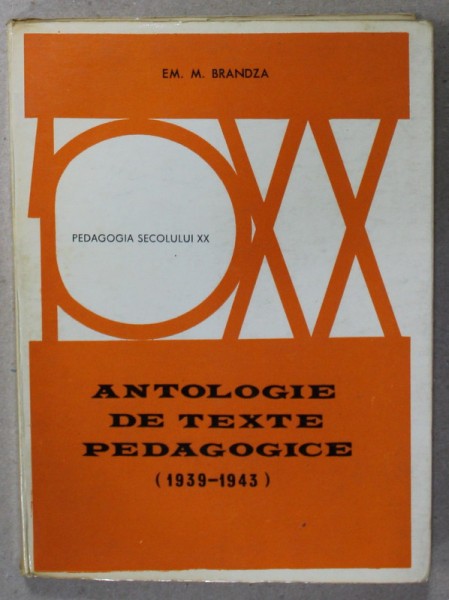 EM. M. BRANDZA
PEDAGOGIA SECOLULUI XX
ANTOLOGIE
DE TEXTE
PEDAGOGICE
(1939-1943)